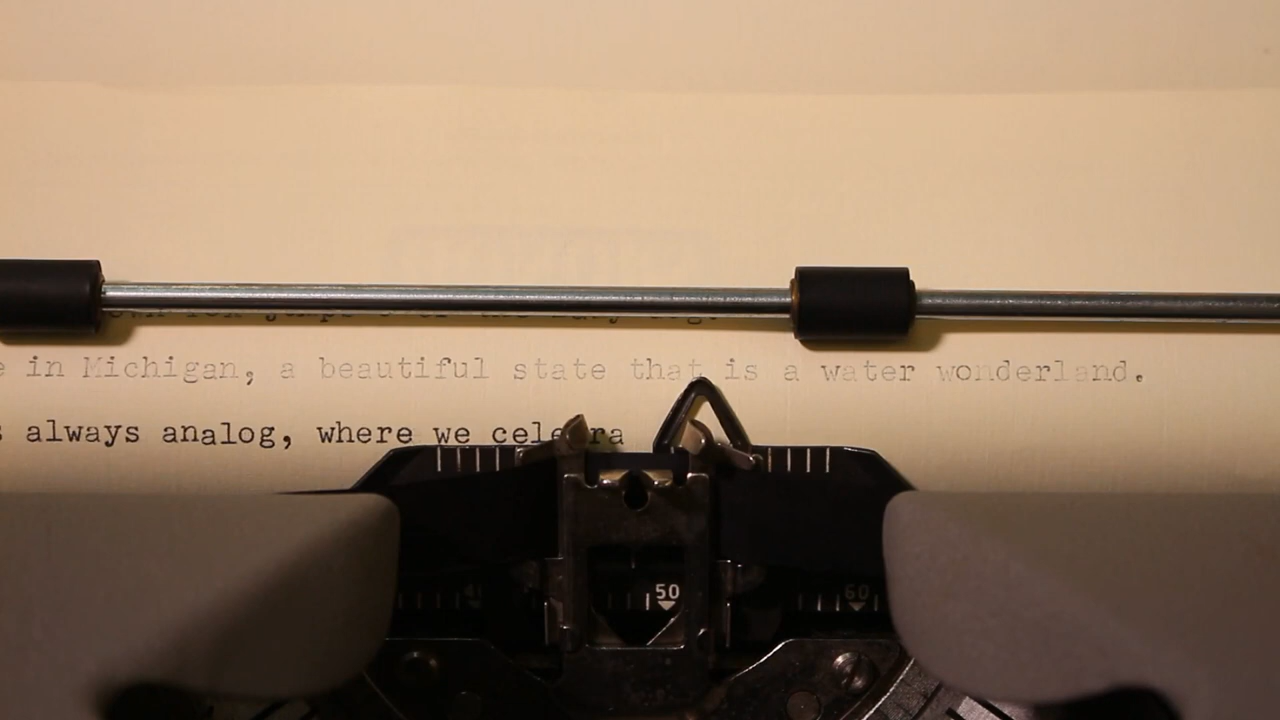 in Michigan, a beautiful state that is a water wonderland.
always analog, where we celebra
50
60